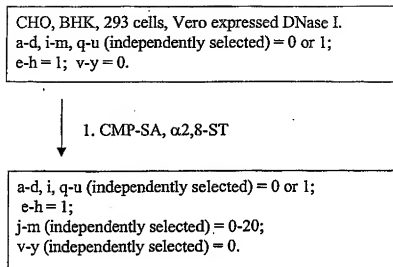 CHO, BHK, 293 cells, Vero expressed DNase I.
a-d, i-m, q-u (independently selected) = 0 or 1;
e-h = 1; v-y = 0.
1. CMP-SA, α2,8-ST
a-d, i, q-u (independently selected) = 0 or 1;
e-h = 1;
j-m (independently selected) = 0-20;
v-y (independently selected) = 0.